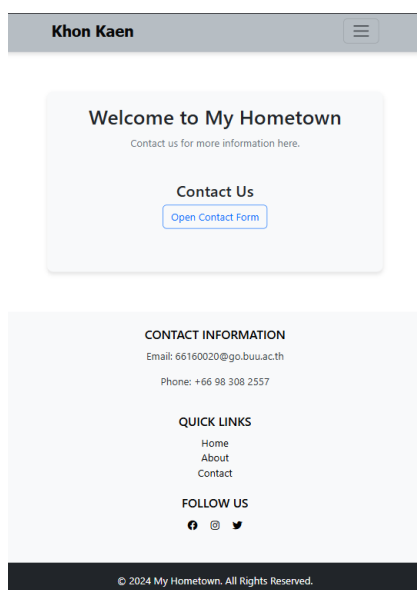 Khon Kaen
Welcome to My Hometown
Contact us for more information here.
Contact Us
Open Contact Form
CONTACT INFORMATION
Email: 66160020@go.buu.ac.th
Phone: +66 98 308 2557
QUICK LINKS
Home
About
Contact
FOLLOW US
© 2024 My Hometown. All Rights Reserved.